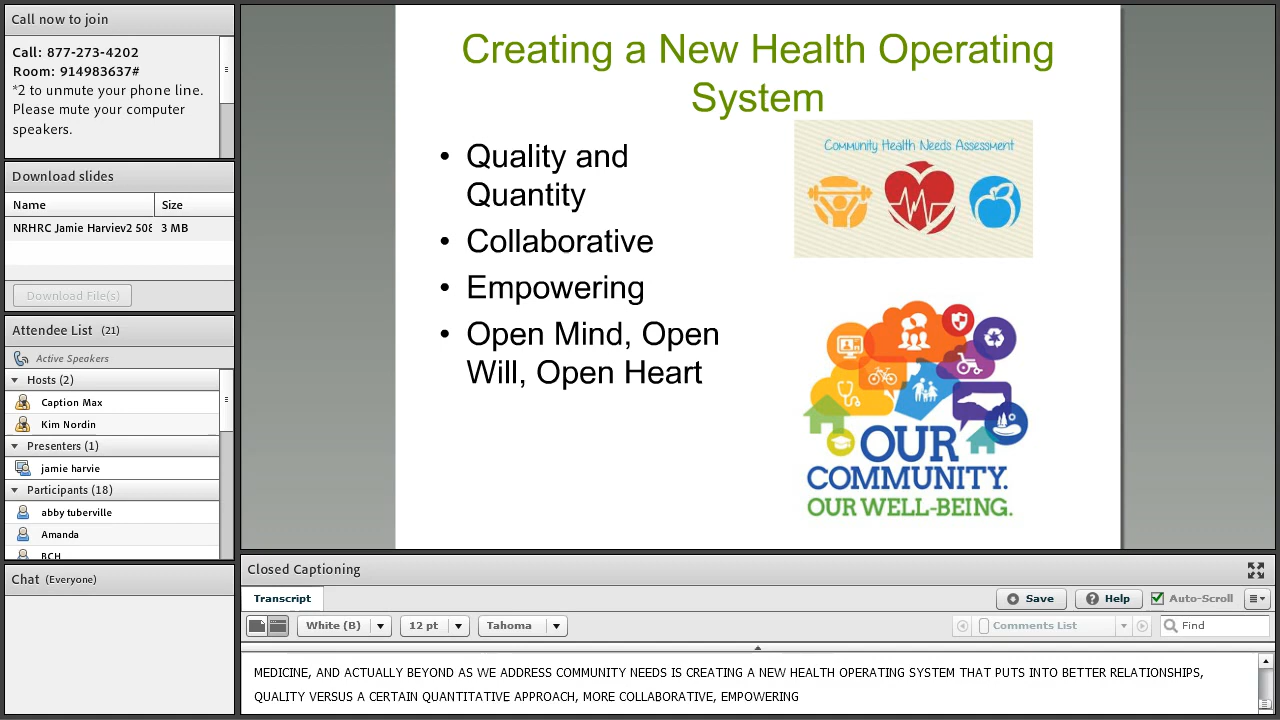 Call now to join
Call: 877-273-4202
Room: 914983637#
*2 to unmute your phone line.
Please mute your computer
speakers.
Download slides
Name Size
NRHRC Jamie Harviev2 508 3 MB
Download File(s)
Attendee List (21)
Active Speakers
Hosts (2)
Caption Max
Kim Nordin
Presenters (1)
jamie harvie
Participants (18)
abby tuberville
Amanda
BCH
Chat (Everyone)
Creating a New Health Operating
System
• Quality and
Quantity
• Collaborative
• Empowering
• Open Mind, Open
Will, Open Heart
Community Health Needs Assessment
OUR
COMMUNITY.
OUR WELL-BEING.
Closed Captioning
Transcript
Save Help Auto-Scroll
White (B) 12 pt Tahoma Comments List Find
MEDICINE, AND ACTUALLY BEYOND AS WE ADDRESS COMMUNITY NEEDS IS CREATING A NEW HEALTH OPERATING SYSTEM THAT PUTS INTO BETTER RELATIONSHIPS,
QUALITY VERSUS A CERTAIN QUANTITATIVE APPROACH, MORE COLLABORATIVE, EMPOWERING